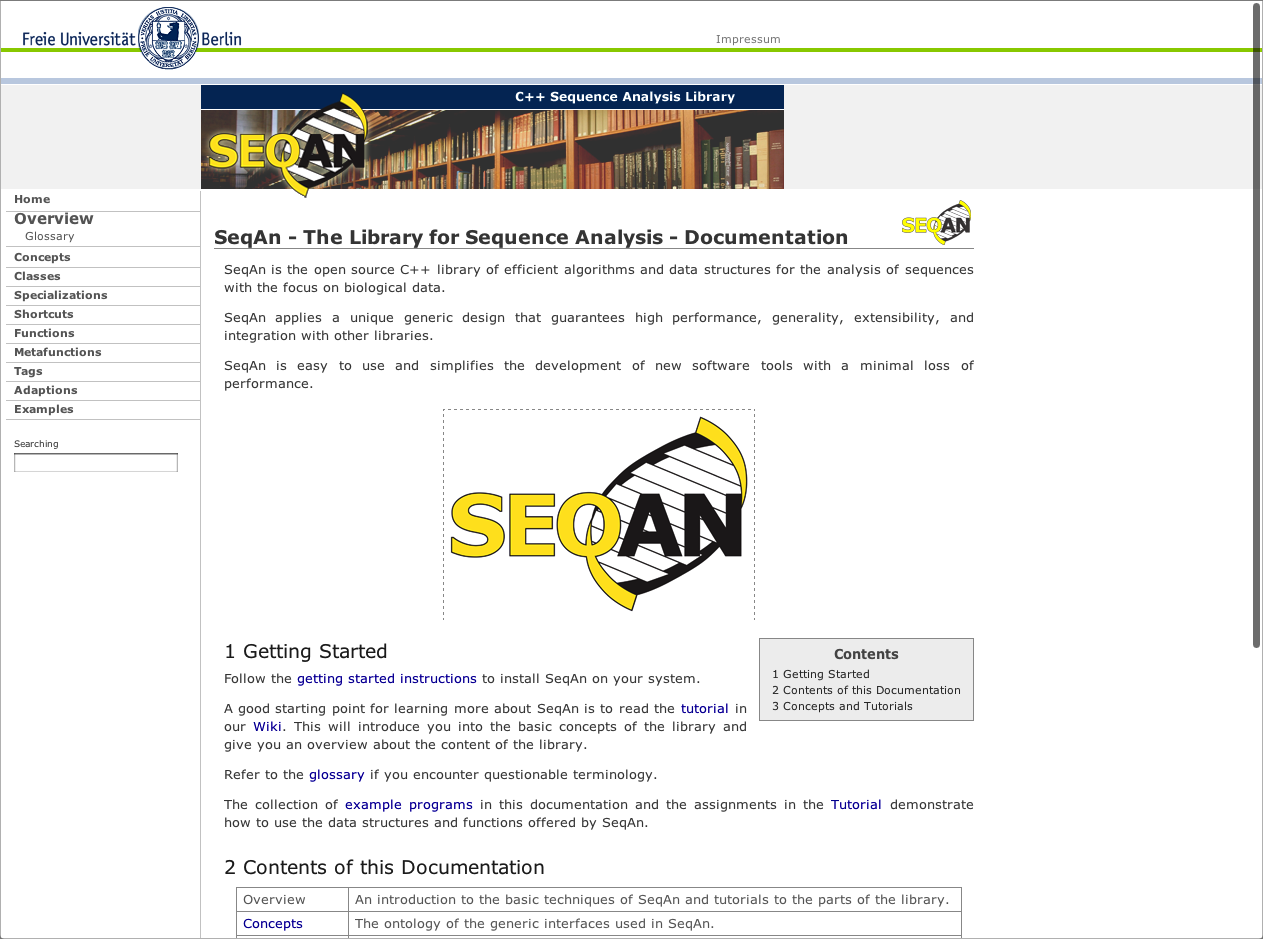 Freie Universität Berlin
Impressum
C++ Sequence Analysis Library
SEQAN
Home
Overview
Glossary
Concepts
Classes
Specializations
Shortcuts
Functions
Metafunctions
Tags
Adaptions
Examples
Searching
SEQAN
SeqAn - The Library for Sequence Analysis - Documentation
SeqAn is the open source C++ library of efficient algorithms and data structures for the analysis of sequences
with the focus on biological data.
SeqAn applies a unique generic design that guarantees high performance, generality, extensibility, and
integration with other libraries.
SeqAn is easy to use and simplifies the development of new software tools with a minimal loss of
performance.
SEQAN
1 Getting Started
Follow the getting started instructions to install SeqAn on your system.
A good starting point for learning more about SeqAn is to read the tutorial in
our Wiki. This will introduce you into the basic concepts of the library and
give you an overview about the content of the library.
Refer to the glossary if you encounter questionable terminology.
The collection of example programs in this documentation and the assignments in the Tutorial demonstrate
how to use the data structures and functions offered by SeqAn.
Contents
1 Getting Started
2 Contents of this Documentation
3 Concepts and Tutorials
2 Contents of this Documentation
Overview An introduction to the basic techniques of SeqAn and tutorials to the parts of the library.
Concepts The ontology of the generic interfaces used in SeqAn.